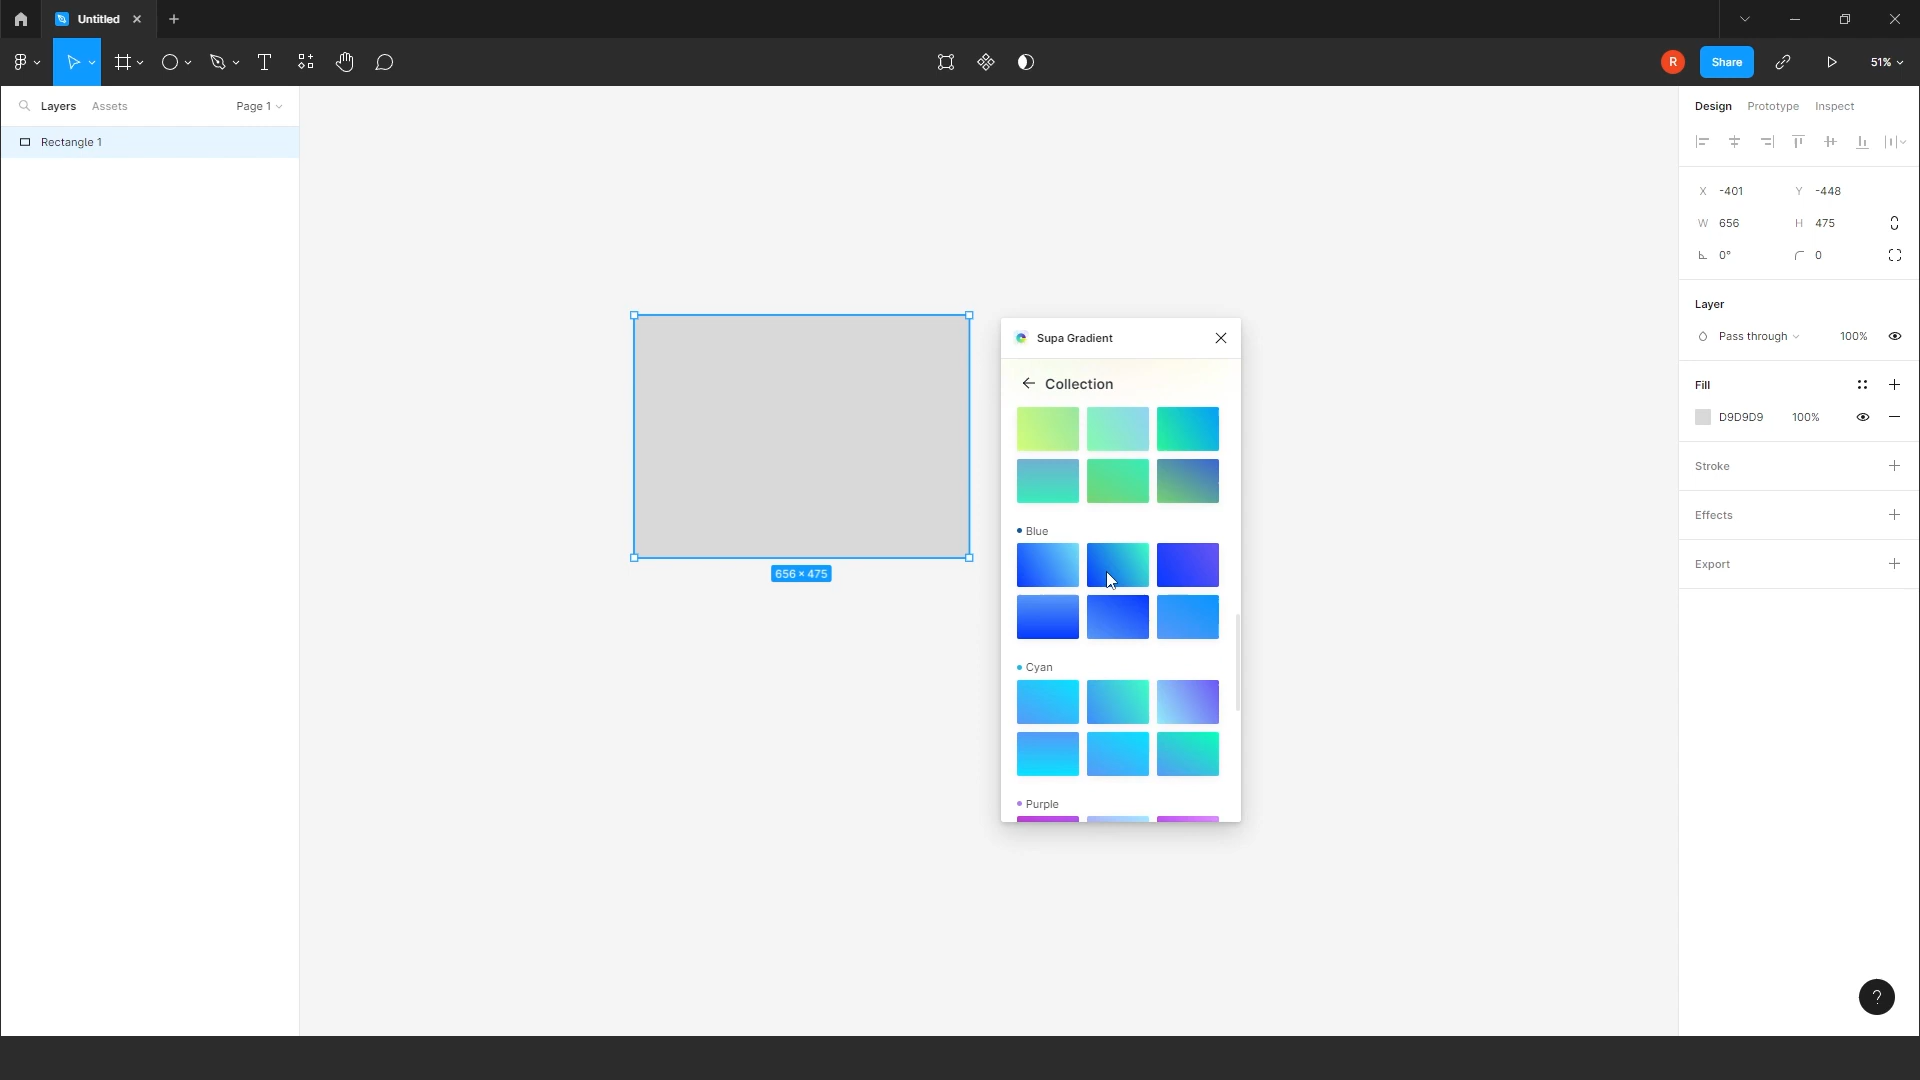 Untitled
Share
R
51%
Layers
Assets
Page 1
Rectangle 1
656 × 475
Supa Gradient
Collection
Blue
Cyan
Purple
Design
Prototype
Inspect
X -401
Y -448
W 656
H 475
0°
0
Layer
Pass through
100%
Fill
D9D9D9
100%
Stroke
Effects
Export
?